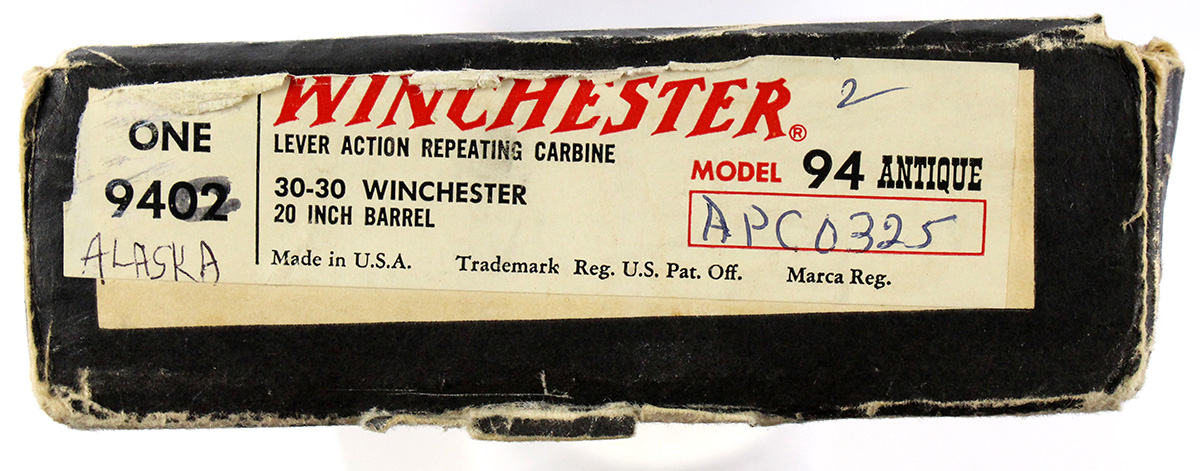 ONE
9402
ALASKA
WINCHESTER®
LEVER ACTION REPEATING CARBINE
30-30 WINCHESTER
20 INCH BARREL
2
MODEL 94 ANTIQUE
APC0325
Made in U.S.A. Trademark Reg. U.S. Pat. Off. Marca Reg.